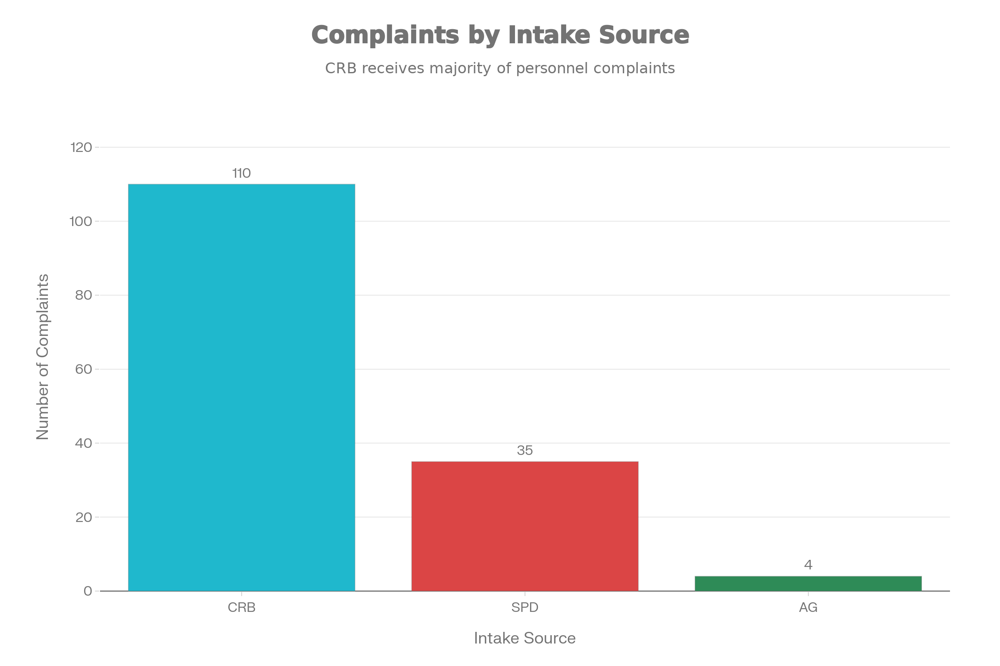 Complaints by Intake Source
CRB receives majority of personnel complaints
120
110
100
80
60
40
35
20
4
0
Number of Complaints
CRB SPD AG
Intake Source